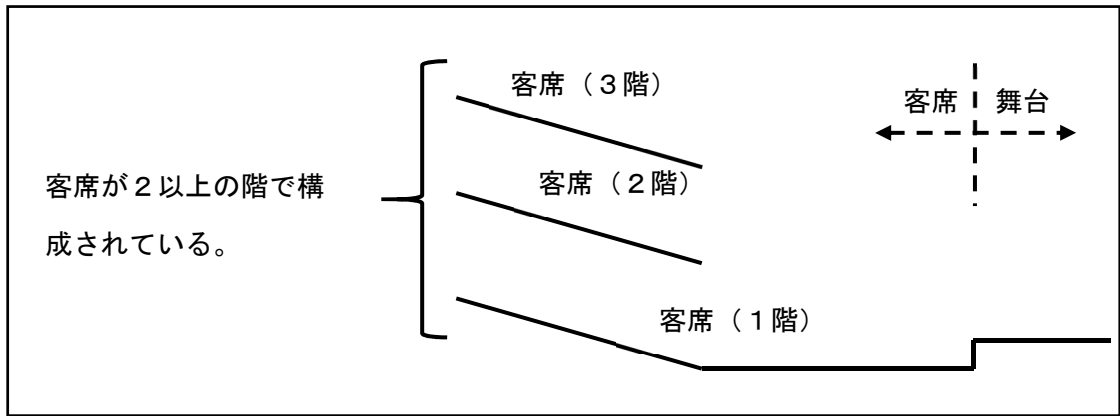 客席（３階）
客席
舞台
客席が２以上の階で構
成されている。
客席（２階）
客席（１階）